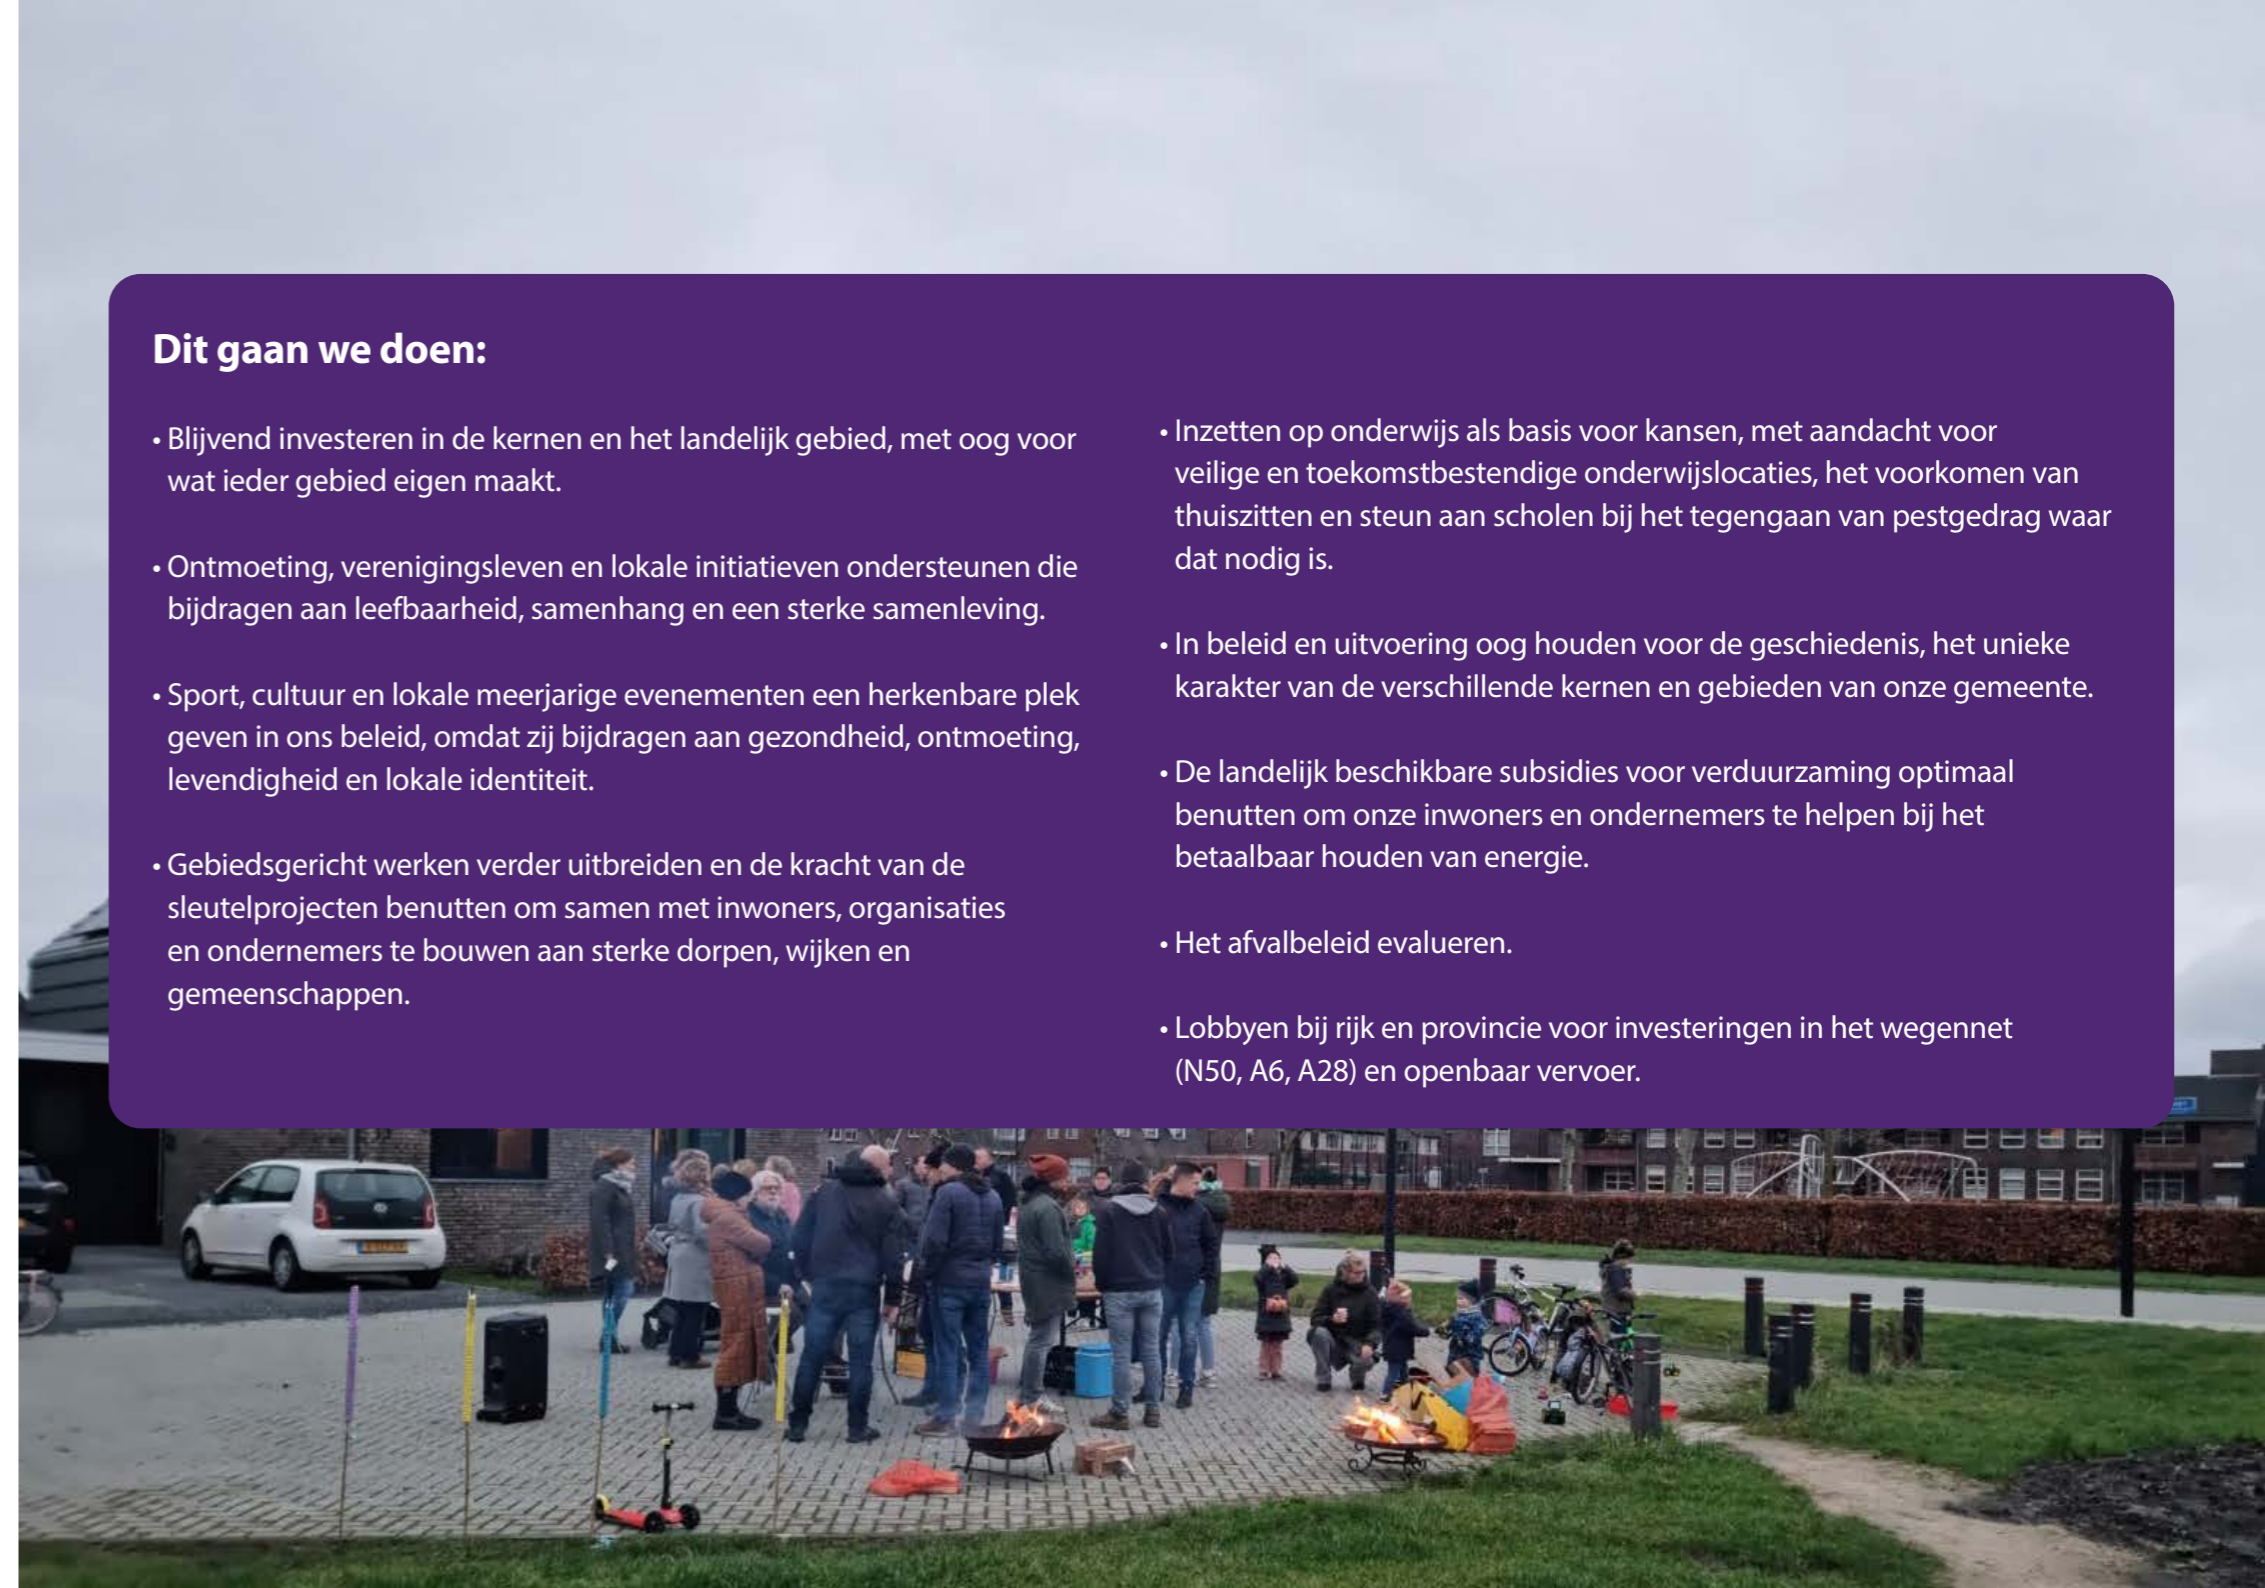 Dit gaan we doen:
• Blijvend investeren in de kernen en het landelijk gebied, met oog voor
wat ieder gebied eigen maakt.
• Ontmoeting, verenigingsleven en lokale initiatieven ondersteunen die
bijdragen aan leefbaarheid, samenhang en een sterke samenleving.
• Sport, cultuur en lokale meerjarige evenementen een herkenbare plek
geven in ons beleid, omdat zij bijdragen aan gezondheid, ontmoeting,
levendigheid en lokale identiteit.
• Gebiedsgericht werken verder uitbreiden en de kracht van de
sleutelprojecten benutten om samen met inwoners, organisaties
en ondernemers te bouwen aan sterke dorpen, wijken en
gemeenschappen.
• Inzetten op onderwijs als basis voor kansen, met aandacht voor
veilige en toekomstbestendige onderwijslocaties, het voorkomen van
thuiszitten en steun aan scholen bij het tegengaan van pestgedrag waar
dat nodig is.
• In beleid en uitvoering oog houden voor de geschiedenis, het unieke
karakter van de verschillende kernen en gebieden van onze gemeente.
• De landelijk beschikbare subsidies voor verduurzaming optimaal
benutten om onze inwoners en ondernemers te helpen bij het
betaalbaar houden van energie.
• Het afvalbeleid evalueren.
• Lobbyen bij rijk en provincie voor investeringen in het wegennet
(N50, A6, A28) en openbaar vervoer.